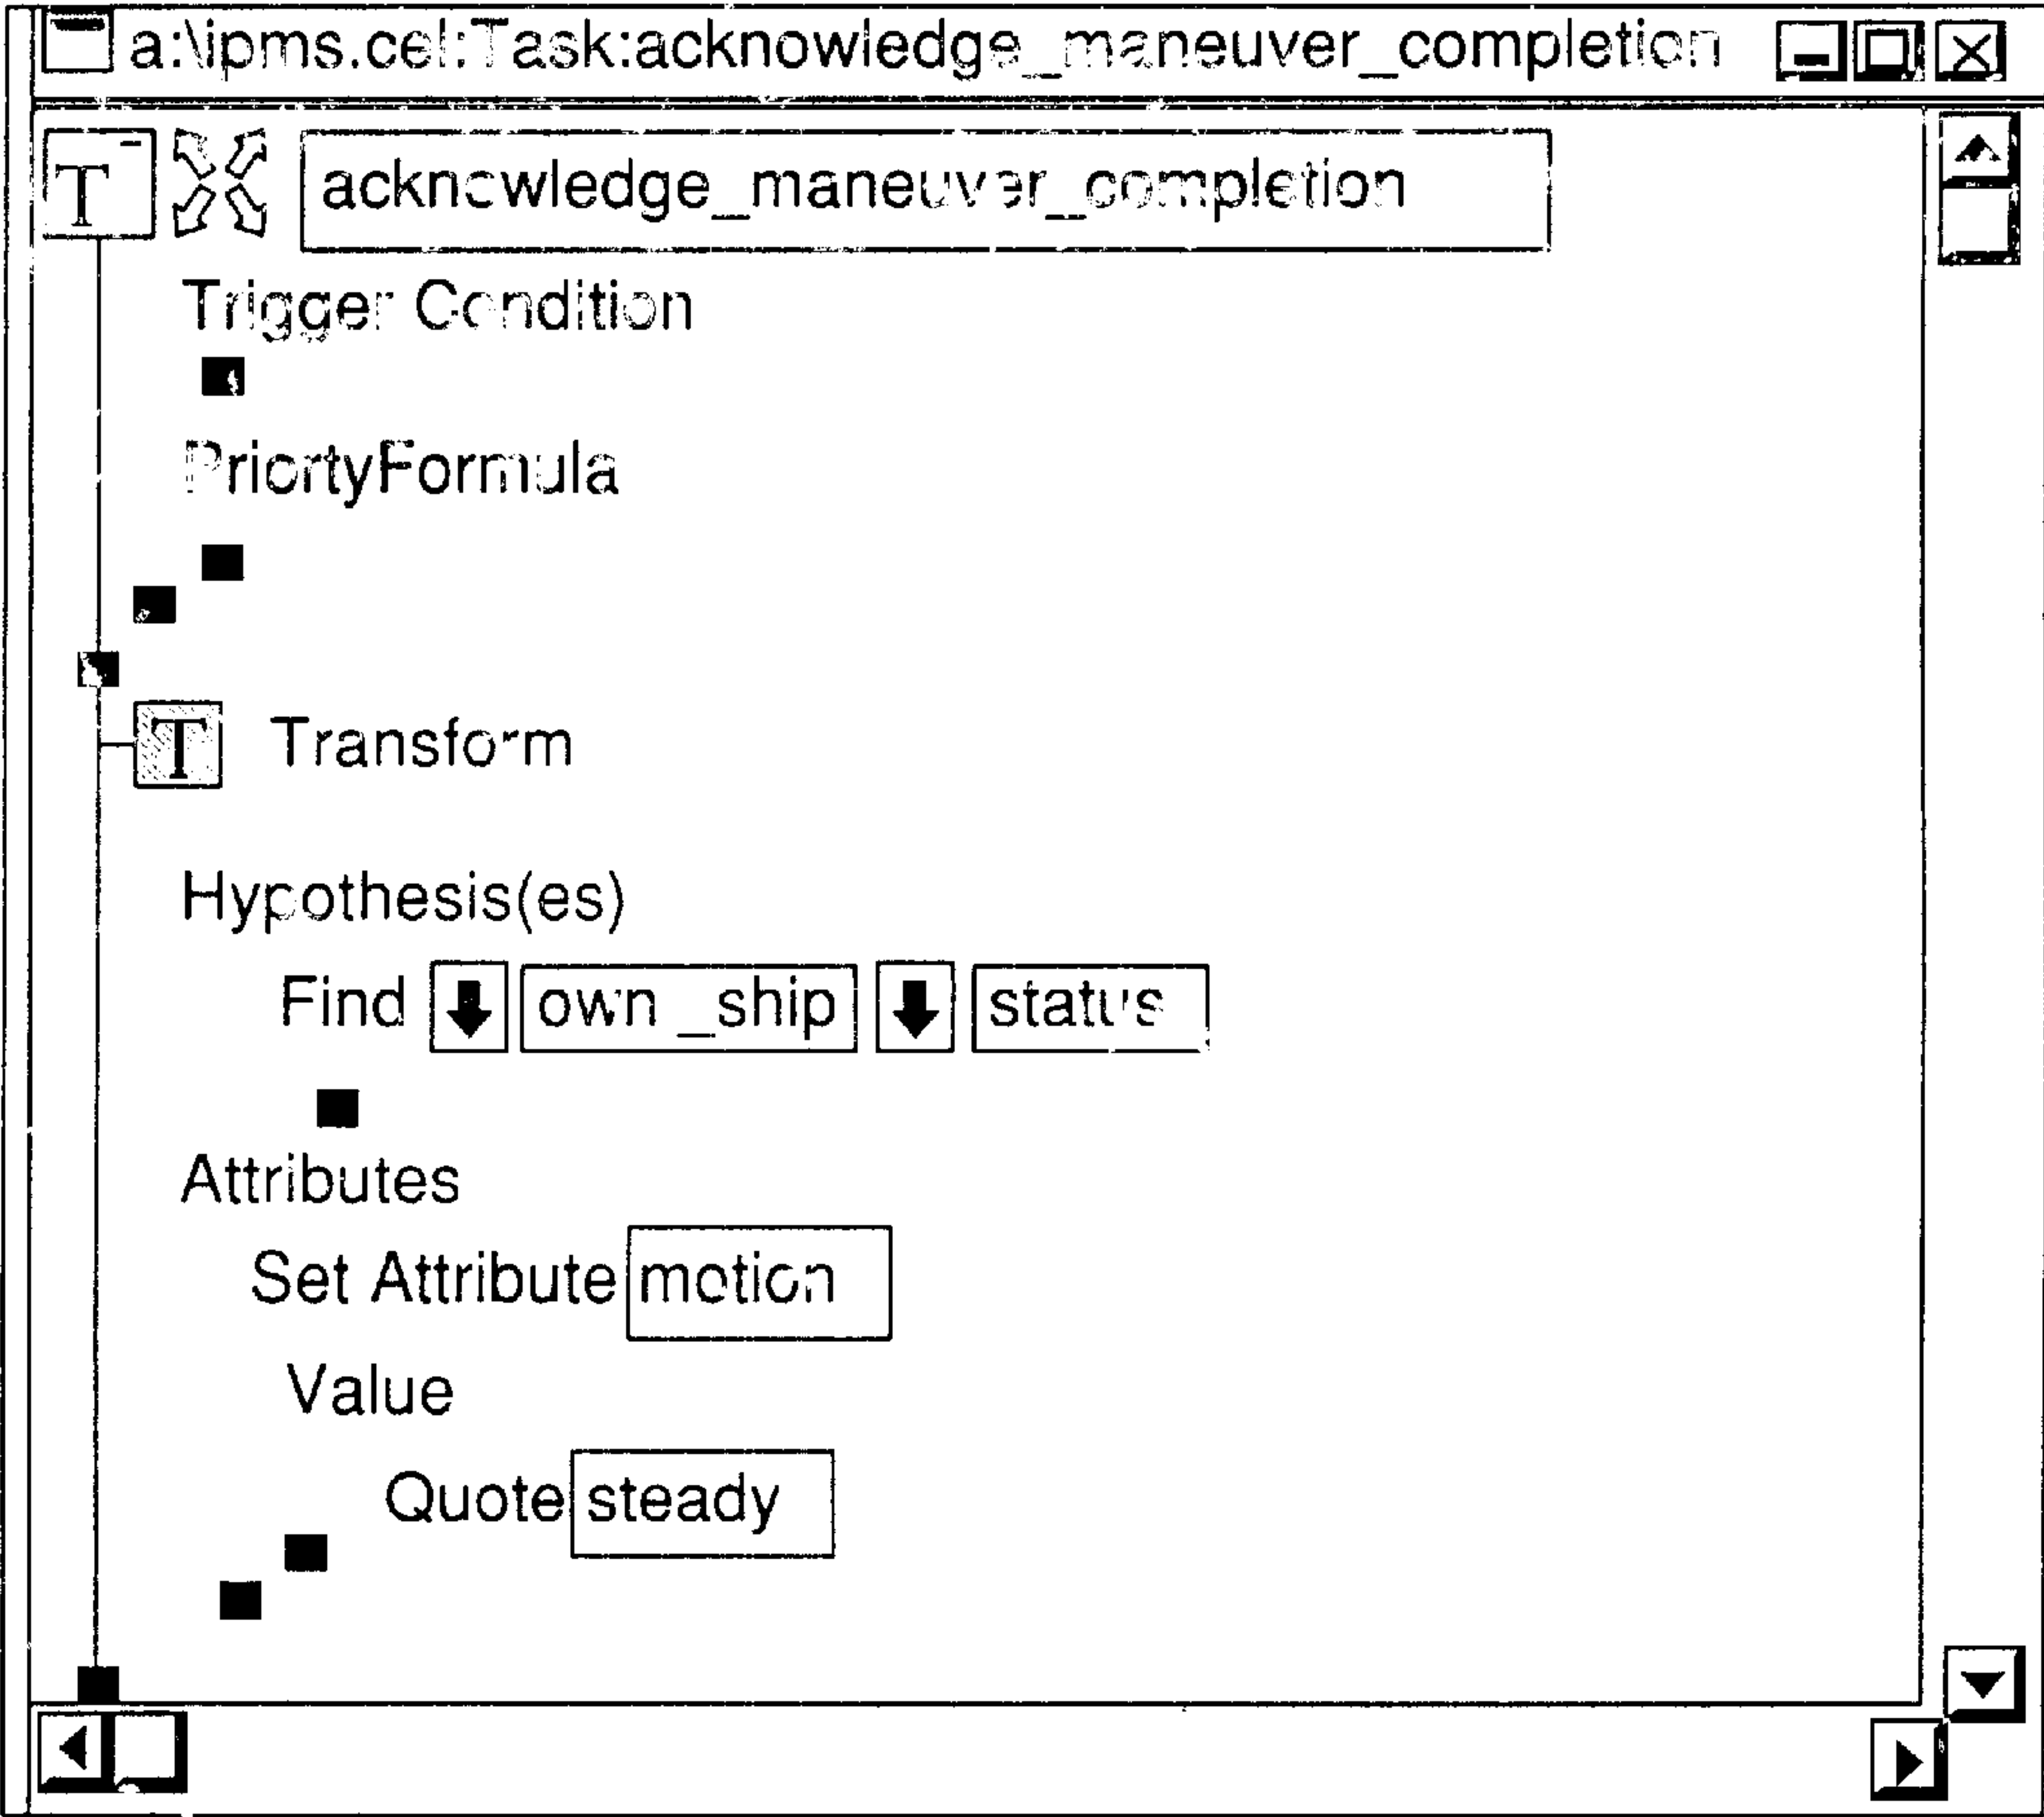 a:\ipms.cel:Task:acknowledge_maneuver_completion
T acknowledge_maneuver_completion
Trigger Condition
PriortyFormula
T Transform
Hypothesis(es)
Find own _ship status
Attributes
Set Attribute motion
Value
Quote steady